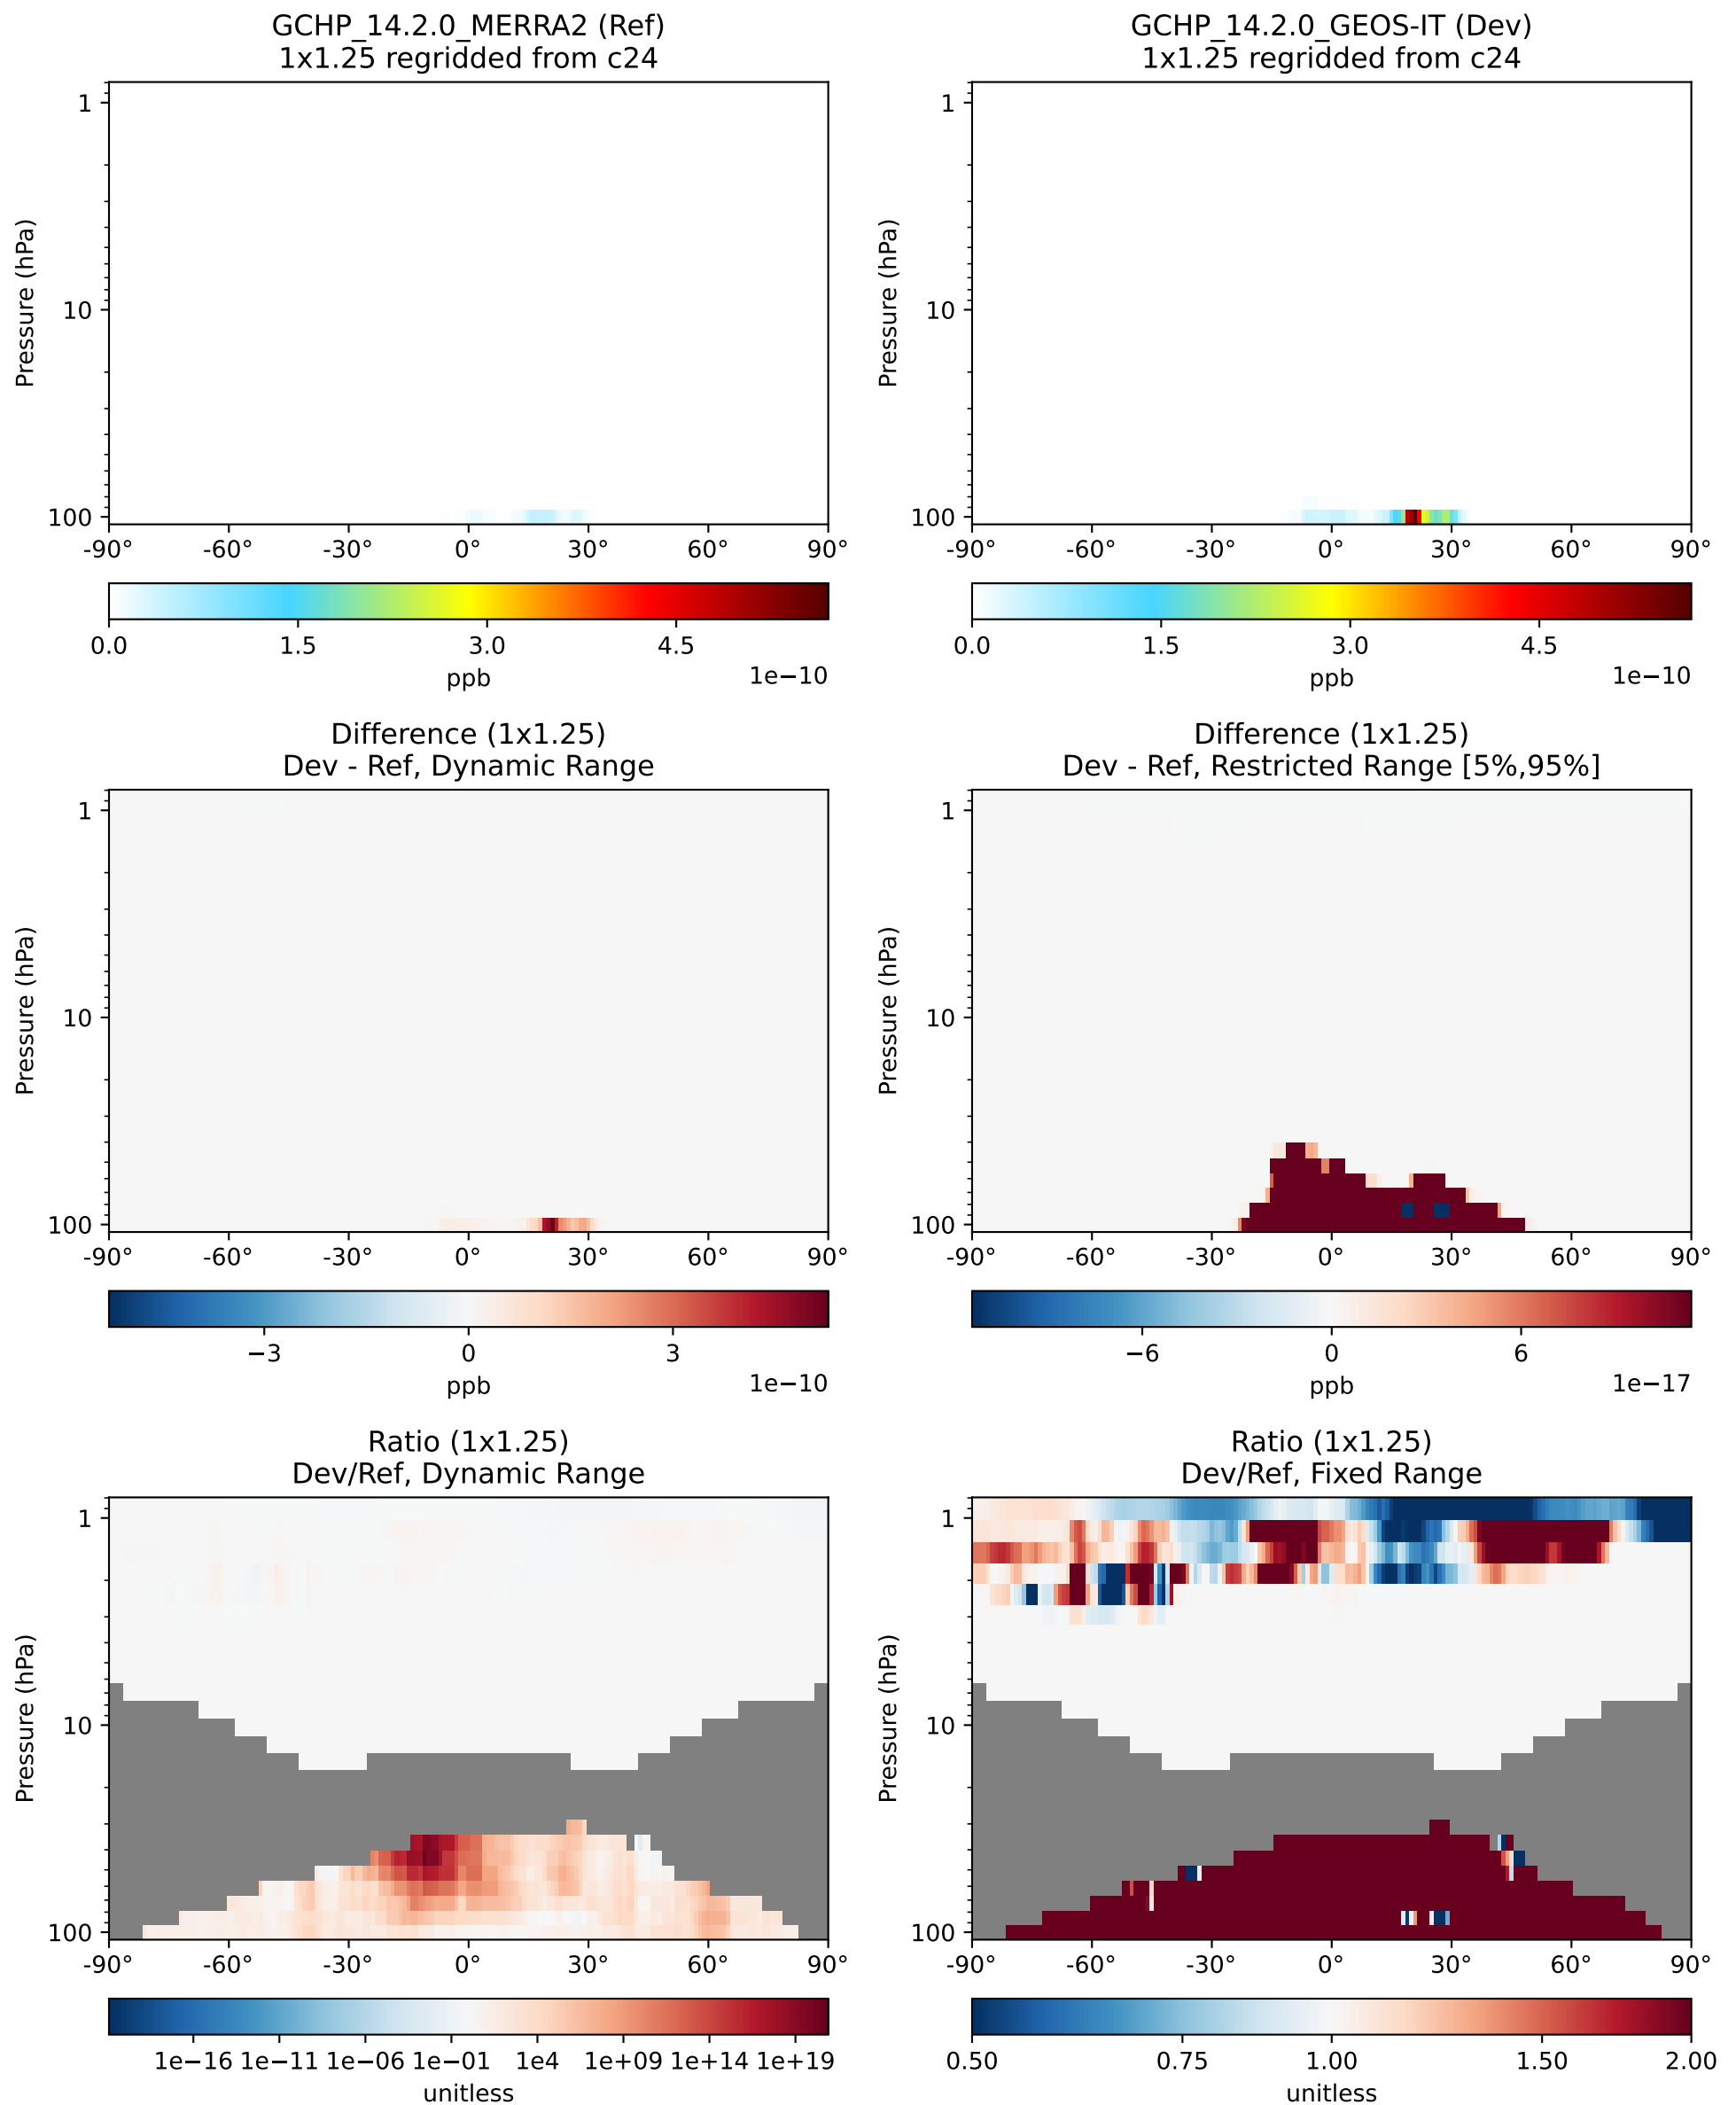 GCHP_14.2.0_MERRA2 (Ref)
1x1.25 regridded from c24
Pressure (hPa)
1
10
100
-90° -60° -30° 0° 30° 60° 90°
0.0 1.5 3.0 4.5
1e−10
ppb
GCHP_14.2.0_GEOS-IT (Dev)
1x1.25 regridded from c24
Pressure (hPa)
1
10
100
-90° -60° -30° 0° 30° 60° 90°
0.0 1.5 3.0 4.5
1e−10
ppb
Difference (1x1.25)
Dev - Ref, Dynamic Range
Pressure (hPa)
1
10
100
-90° -60° -30° 0° 30° 60° 90°
−3 0 3
1e−10
ppb
Difference (1x1.25)
Dev - Ref, Restricted Range [5%,95%]
Pressure (hPa)
1
10
100
-90° -60° -30° 0° 30° 60° 90°
−6 0 6
1e−17
ppb
Ratio (1x1.25)
Dev/Ref, Dynamic Range
Pressure (hPa)
1
10
100
-90° -60° -30° 0° 30° 60° 90°
1e−16 1e−11 1e−06 1e−01 1e4 1e+09 1e+14 1e+19
unitless
Ratio (1x1.25)
Dev/Ref, Fixed Range
Pressure (hPa)
1
10
100
-90° -60° -30° 0° 30° 60° 90°
0.50 0.75 1.00 1.50 2.00
unitless